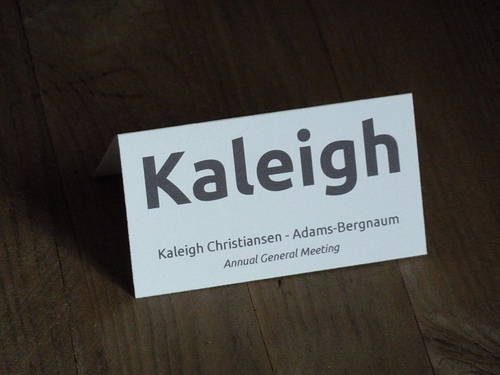 Kaleigh
Kaleigh Christiansen - Adams-Bergnaum
Annual General Meeting